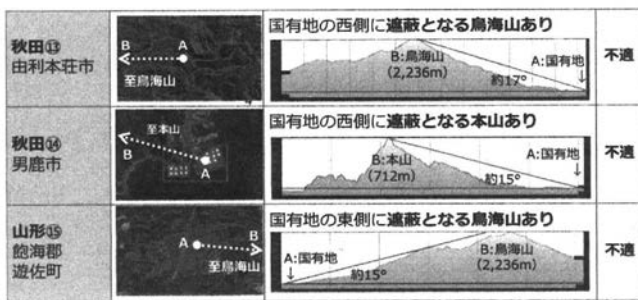 秋田⑬
由利本荘市
B
A
至鳥海山
国有地の西側に遮蔽となる鳥海山あり
B:鳥海山
(2,236m)
A:国有地
↓
約17°
不適
秋田⑭
男鹿市
至本山
B
A
国有地の西側に遮蔽となる本山あり
B:本山
(712m)
A:国有地
↓
約15°
不適
山形⑮
飽海郡
遊佐町
A
B
至鳥海山
国有地の東側に遮蔽となる鳥海山あり
A:国有地
↓
約15°
B:鳥海山
(2,236m)
不適